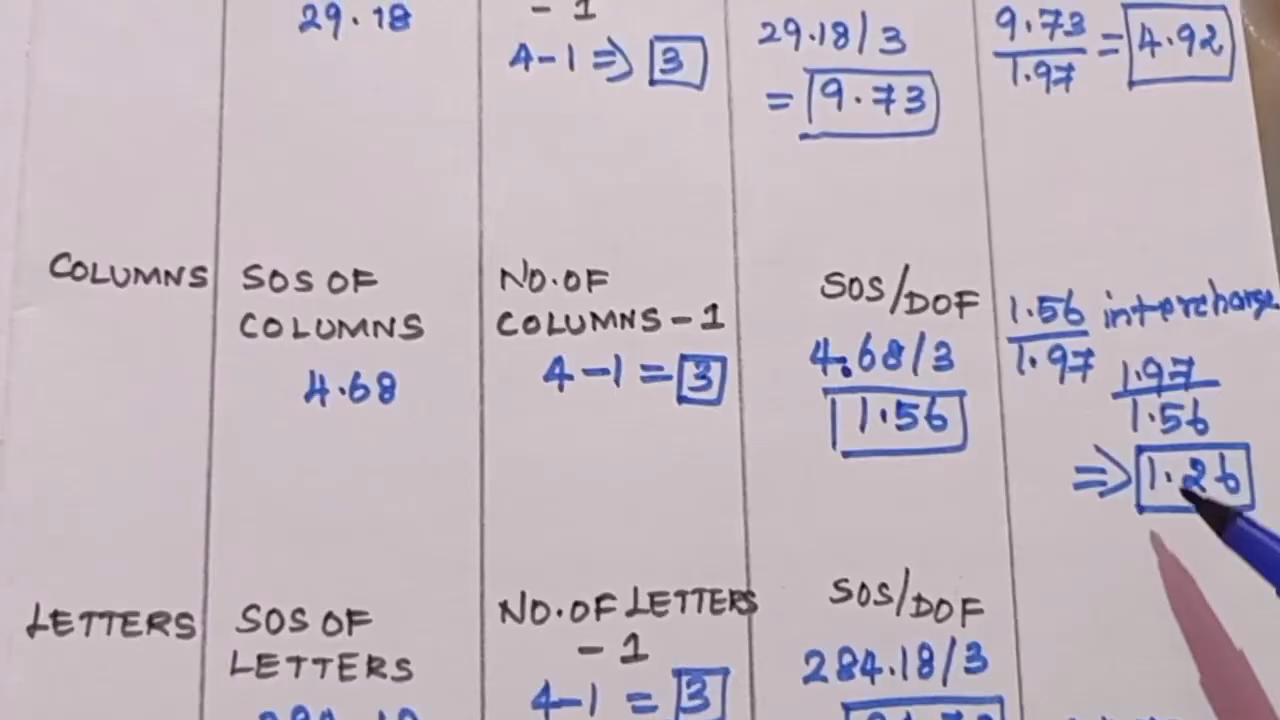 29.18
- 1
4-1 => 3
29.18/3
= 9.73
9.73/1.97 = 4.92
COLUMNS
SOS OF
COLUMNS
4.68
NO. OF
COLUMNS - 1
4-1 = 3
SOS/DOF
4.68/3
1.56
1.56/1.97 interchange
1.97/1.56
=> 1.26
LETTERS
SOS OF
LETTERS
NO. OF LETTERS
- 1
4-1 = 3
SOS/DOF
284.18/3